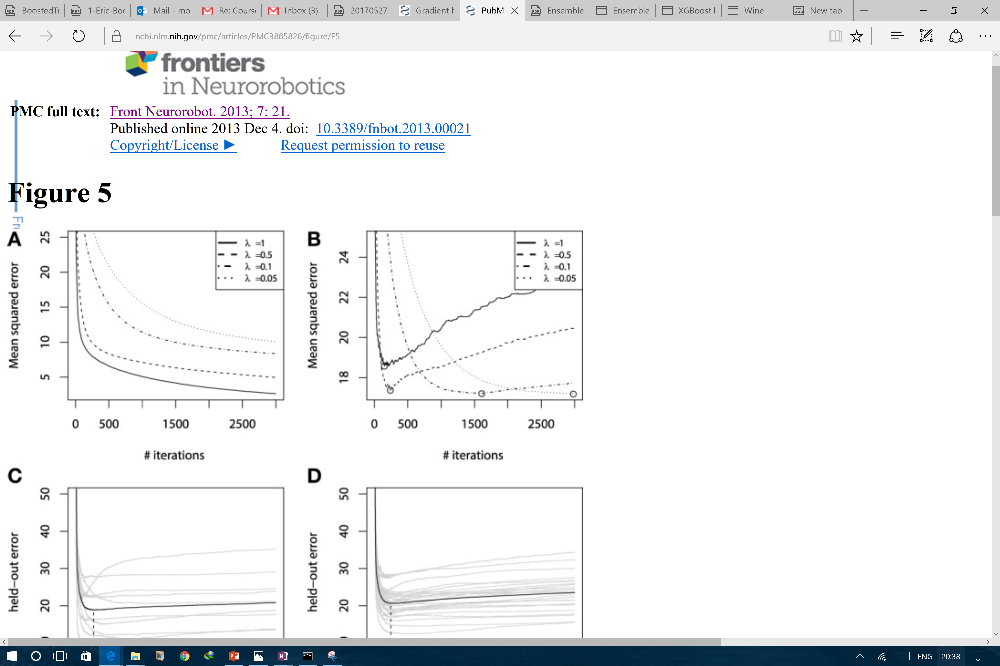 BoostedTr
1-Eric-Boo
Mail - mo
Re: Cours
Inbox (3) -
20170527
Gradient b
PubM
Ensemble
Ensemble,
XGBoost I
Wine
New tab
ncbi.nlm.nih.gov/pmc/articles/PMC3885826/figure/F5
frontiers
in Neurorobotics
PMC full text: Front Neurorobot. 2013; 7: 21.
Published online 2013 Dec 4. doi: 10.3389/fnbot.2013.00021
Copyright/License ► Request permission to reuse
Figure 5
Fr
A
Mean squared error
25
20
15
10
5
λ =1
λ =0.5
λ =0.1
λ =0.05
0 500 1500 2500
# iterations
B
Mean squared error
24
22
20
18
λ =1
λ =0.5
λ =0.1
λ =0.05
0 500 1500 2500
# iterations
C
held–out error
50
40
30
20
D
held–out error
50
40
30
20
ENG 20:38